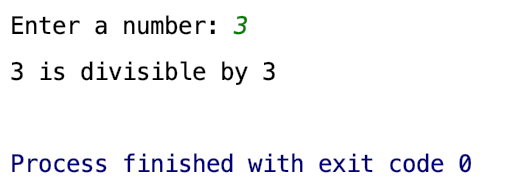 Enter a number: 3
3 is divisible by 3
Process finished with exit code 0